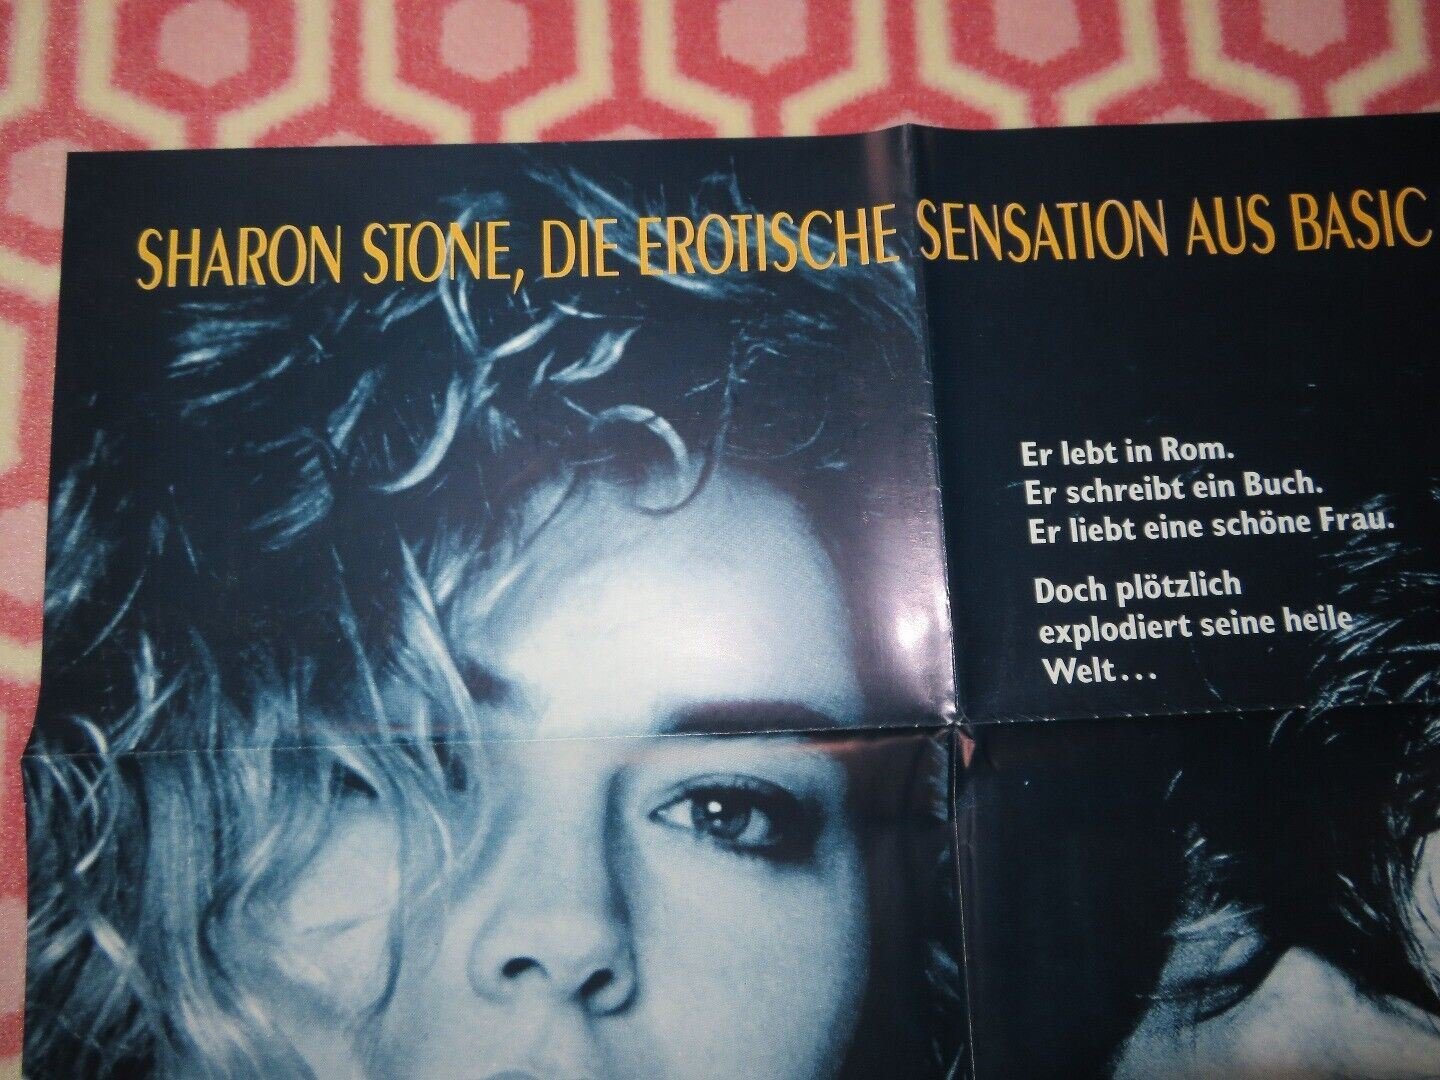 SHARON STONE, DIE EROTISCHE SENSATION AUS BASIC
Er lebt in Rom.
Er schreibt ein Buch.
Er liebt eine schöne Frau.
Doch plötzlich
explodiert seine heile
Welt...